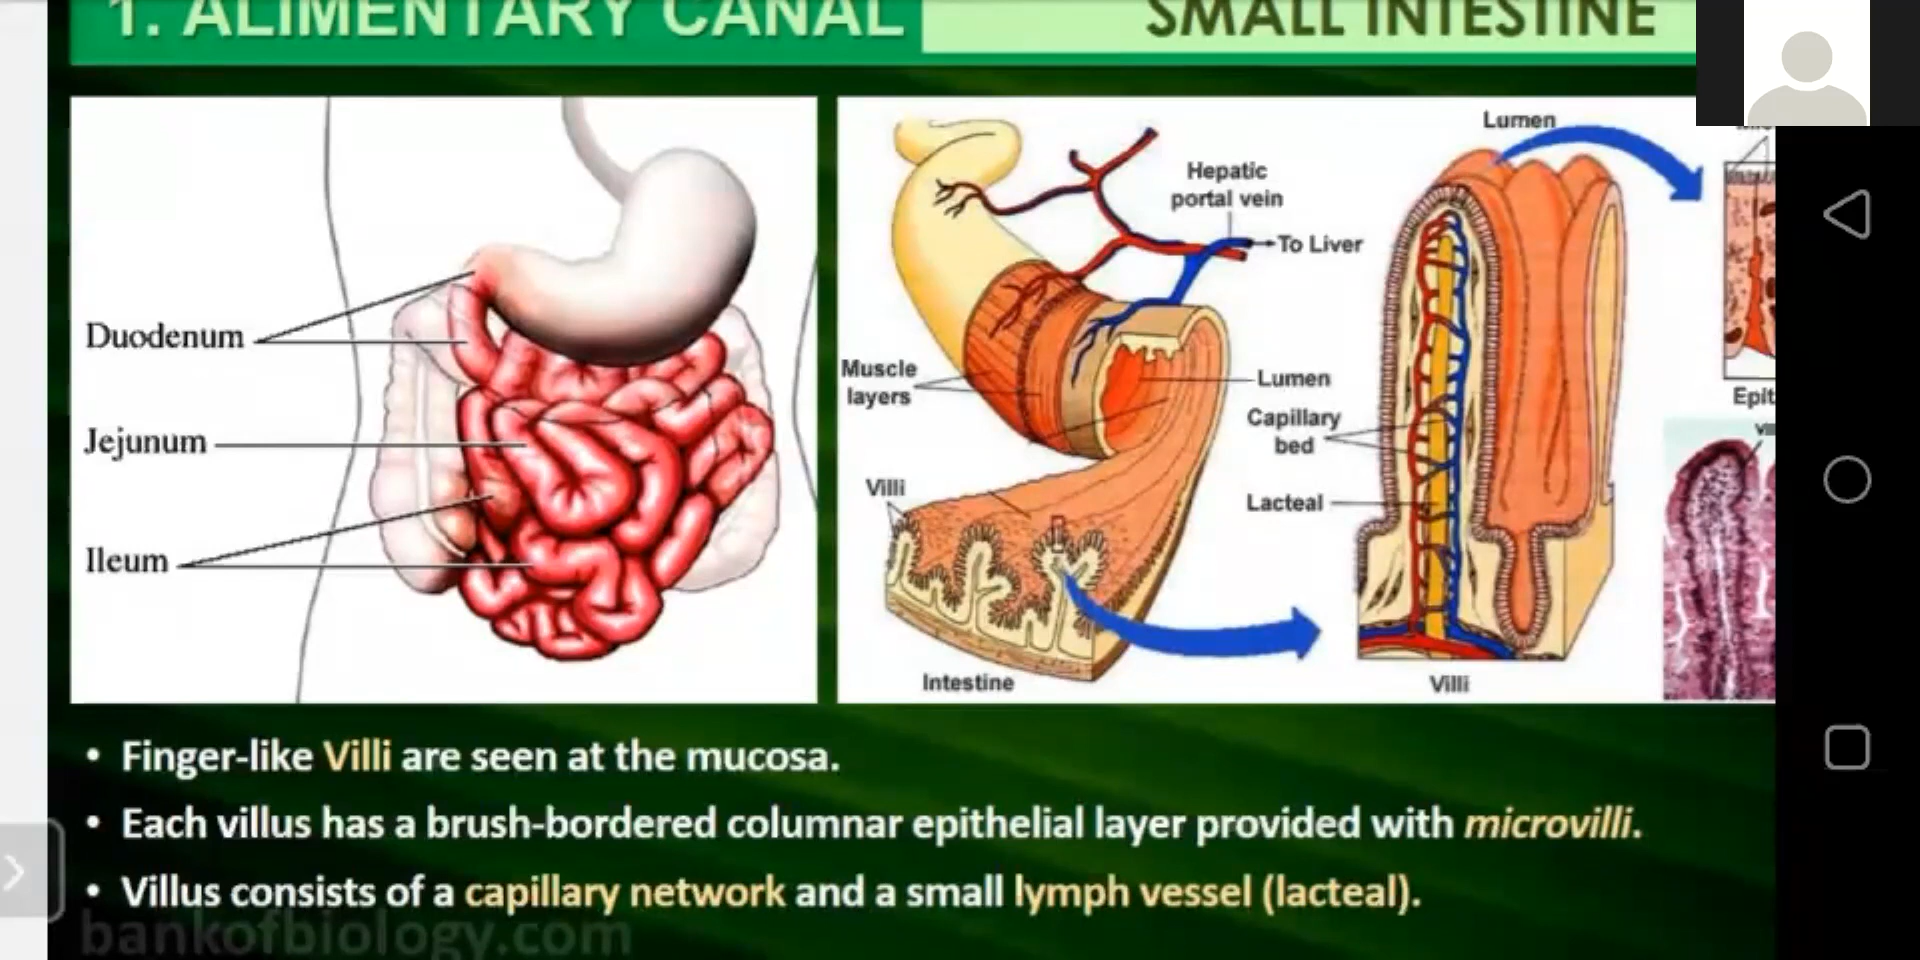 1. ALIMENTARY CANAL
SMALL INTESTINE
Duodenum
Jejunum
Ileum
Hepatic
portal vein
To Liver
Muscle
layers
Lumen
Villi
Intestine
Lumen
Capillary
bed
Lacteal
Villi
Epit
• Finger-like Villi are seen at the mucosa.
• Each villus has a brush-bordered columnar epithelial layer provided with microvilli.
• Villus consists of a capillary network and a small lymph vessel (lacteal).
bankofbiology.com